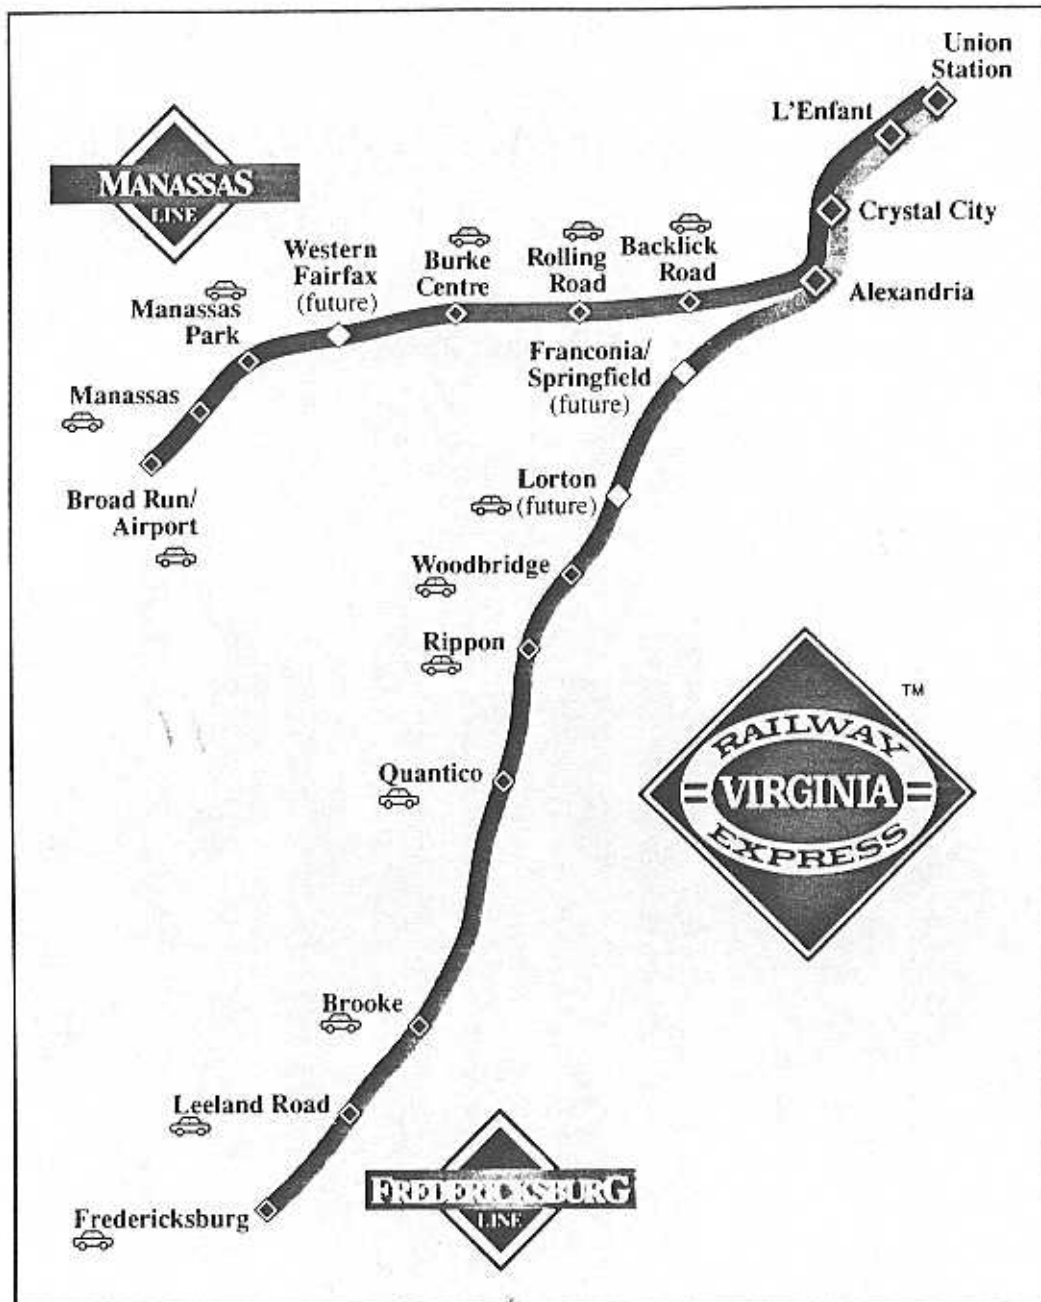 Union
Station
L'Enfant
Crystal City
Alexandria
MANASSAS
LINE
Western
Fairfax
(future)
Burke
Centre
Rolling
Road
Backlick
Road
Manassas
Park
Manassas
Broad Run/
Airport
Franconia/
Springfield
(future)
Lorton
(future)
Woodbridge
Rippon
Quantico
Brooke
Leeland Road
Fredericksburg
TM
RAILWAY
VIRGINIA
EXPRESS
FREDERICKSBURG
LINE